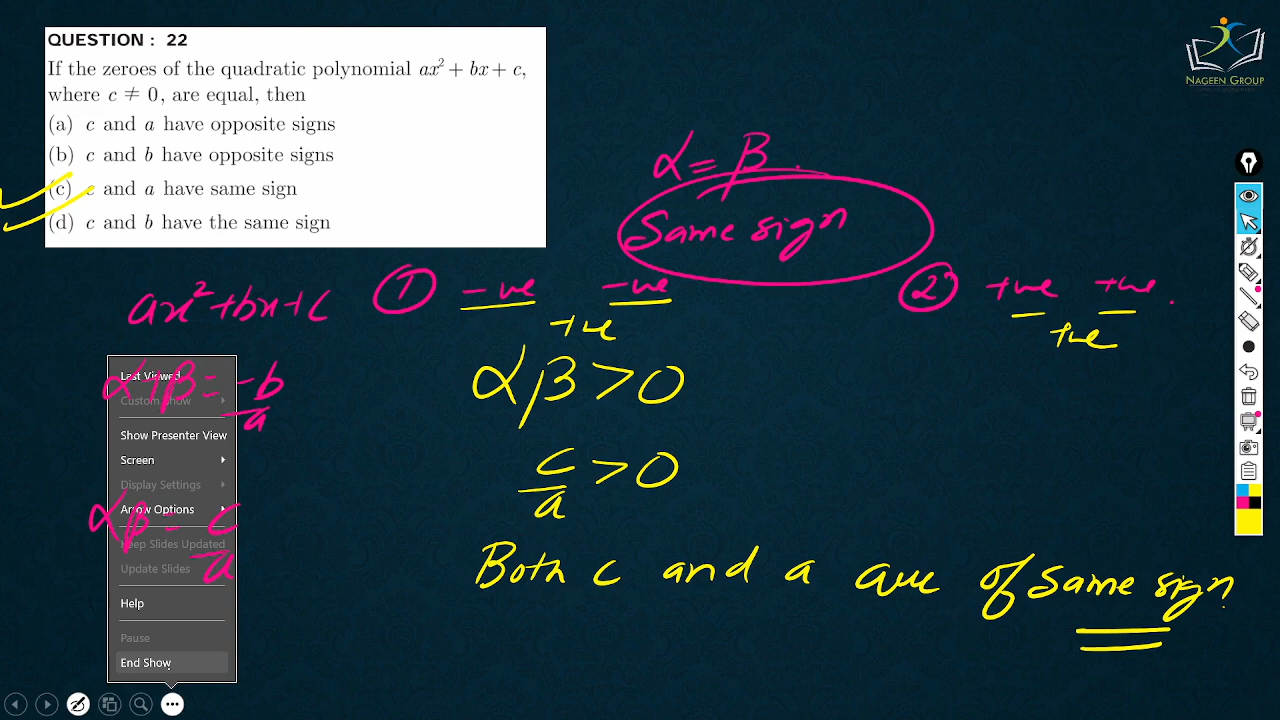 QUESTION : 22
If the zeroes of the quadratic polynomial ax² + bx + c,
where c ≠ 0, are equal, then
(a) c and a have opposite signs
(b) c and b have opposite signs
(c) c and a have same sign
(d) c and b have the same sign
NAGEEN GROUP
α = β.
Same sign
ax² + bx + c
① -ve -ve
+ve
② +ve +ve.
+ve
α+β = -b/a
αβ > 0
αβ = c/a
c/a > 0
Both c and a are of same sign.
Last Viewed
Custom Show
Show Presenter View
Screen
Display Settings
Arrow Options
Keep Slides Updated
Update Slides
Help
Pause
End Show